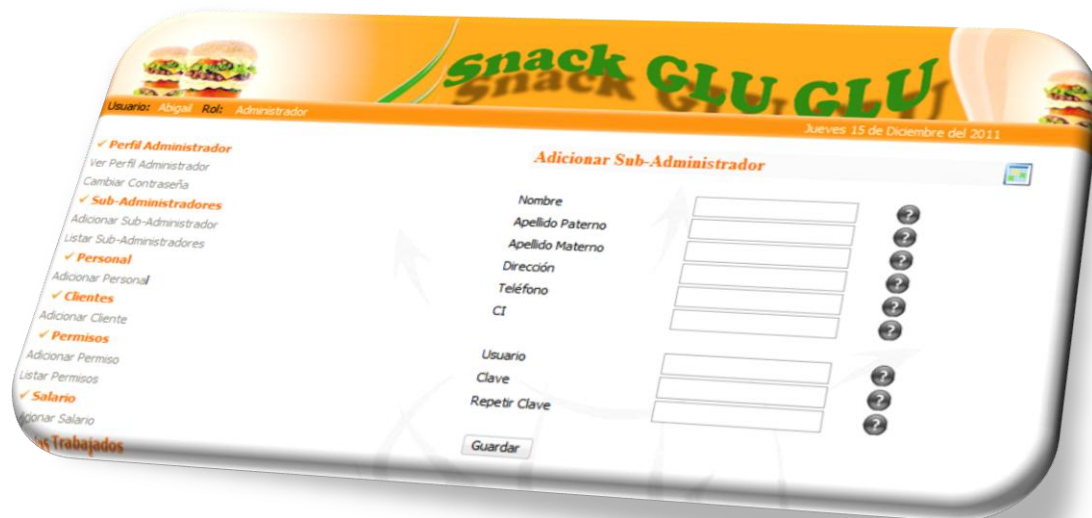 Snack GLU GLU
Usuario: Abigail Rol: Administrador
Jueves 15 de Diciembre del 2011
✓ Perfil Administrador
Ver Perfil Administrador
Cambiar Contraseña
✓ Sub-Administradores
Adicionar Sub-Administrador
Listar Sub-Administradores
✓ Personal
Adicionar Personal
✓ Clientes
Adicionar Cliente
✓ Permisos
Adicionar Permiso
Listar Permisos
✓ Salario
Salario
Trabajados
Adicionar Sub-Administrador
Nombre
Apellido Paterno
Apellido Materno
Dirección
Teléfono
CI
Usuario
Clave
Repetir Clave
Guardar